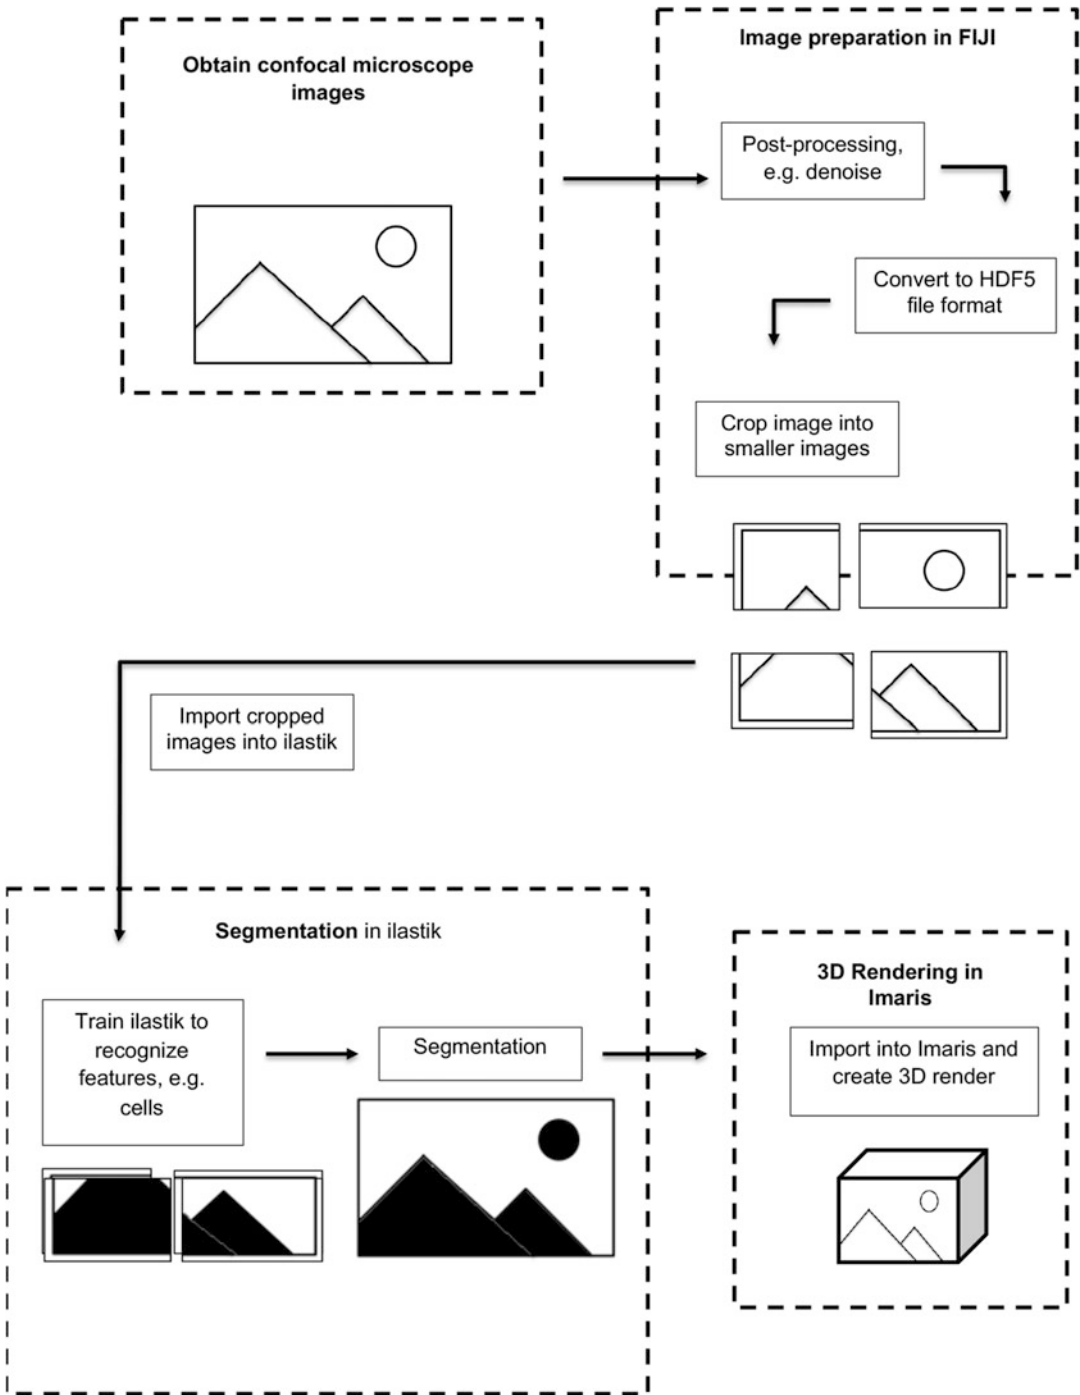 Obtain confocal microscope
images
Image preparation in FIJI
Post-processing,
e.g. denoise
Convert to HDF5
file format
Crop image into
smaller images
Import cropped
images into ilastik
Segmentation in ilastik
Train ilastik to
recognize
features, e.g.
cells
Segmentation
3D Rendering in
Imaris
Import into Imaris and
create 3D render